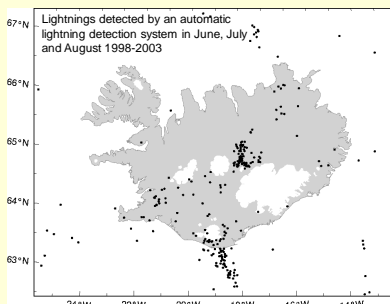 Lightnings detected by an automatic
lightning detection system in June, July
and August 1998-2003
67°N
66°N
65°N
64°N
63°N